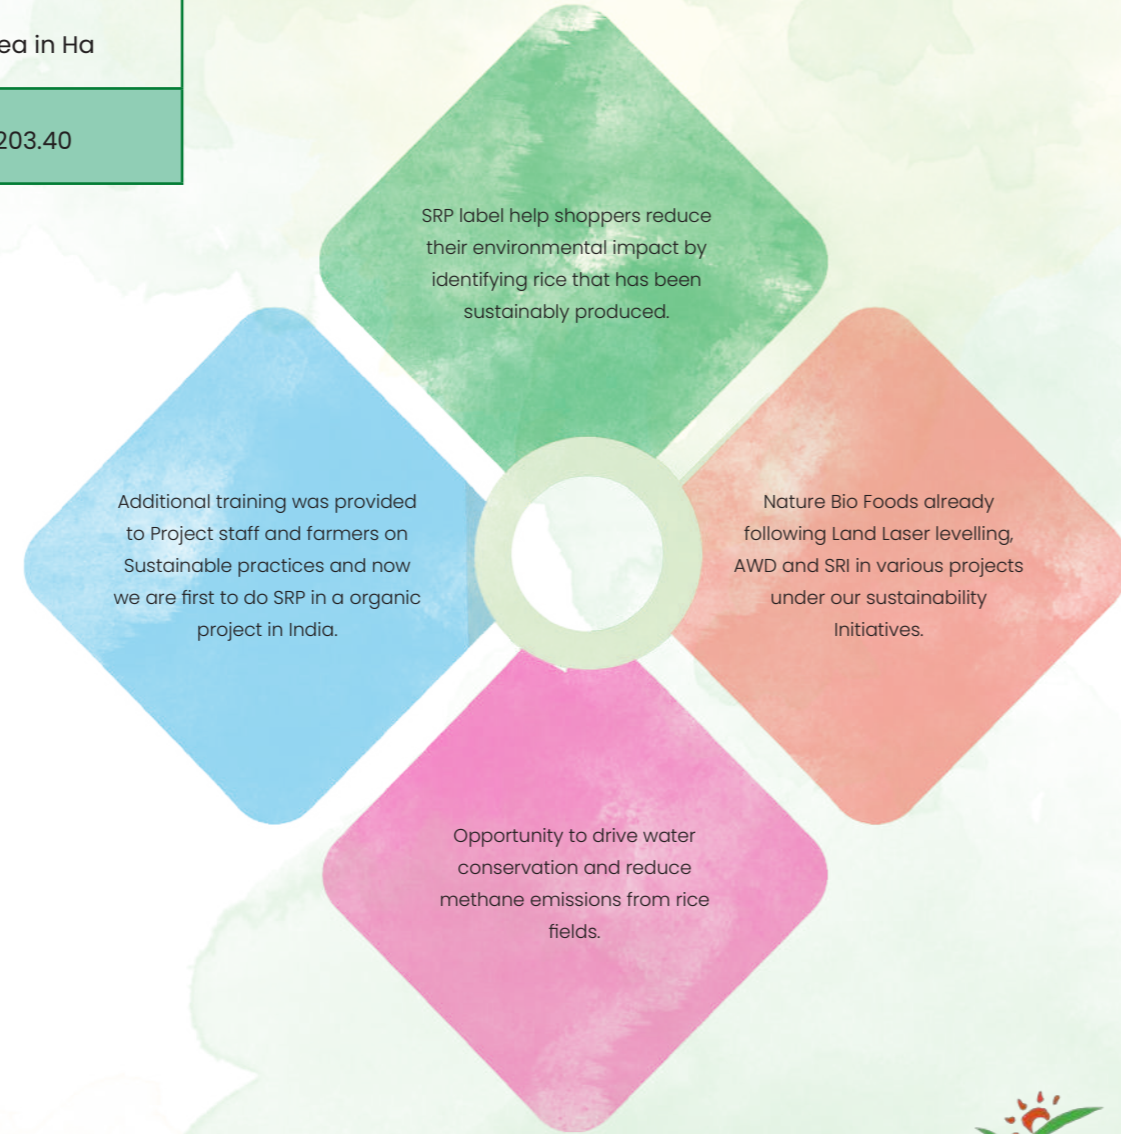 ea in Ha
203.40
SRP label help shoppers reduce
their environmental impact by
identifying rice that has been
sustainably produced.
Additional training was provided
to Project staff and farmers on
Sustainable practices and now
we are first to do SRP in a organic
project in India.
Nature Bio Foods already
following Land Laser levelling,
AWD and SRI in various projects
under our sustainability
Initiatives.
Opportunity to drive water
conservation and reduce
methane emissions from rice
fields.